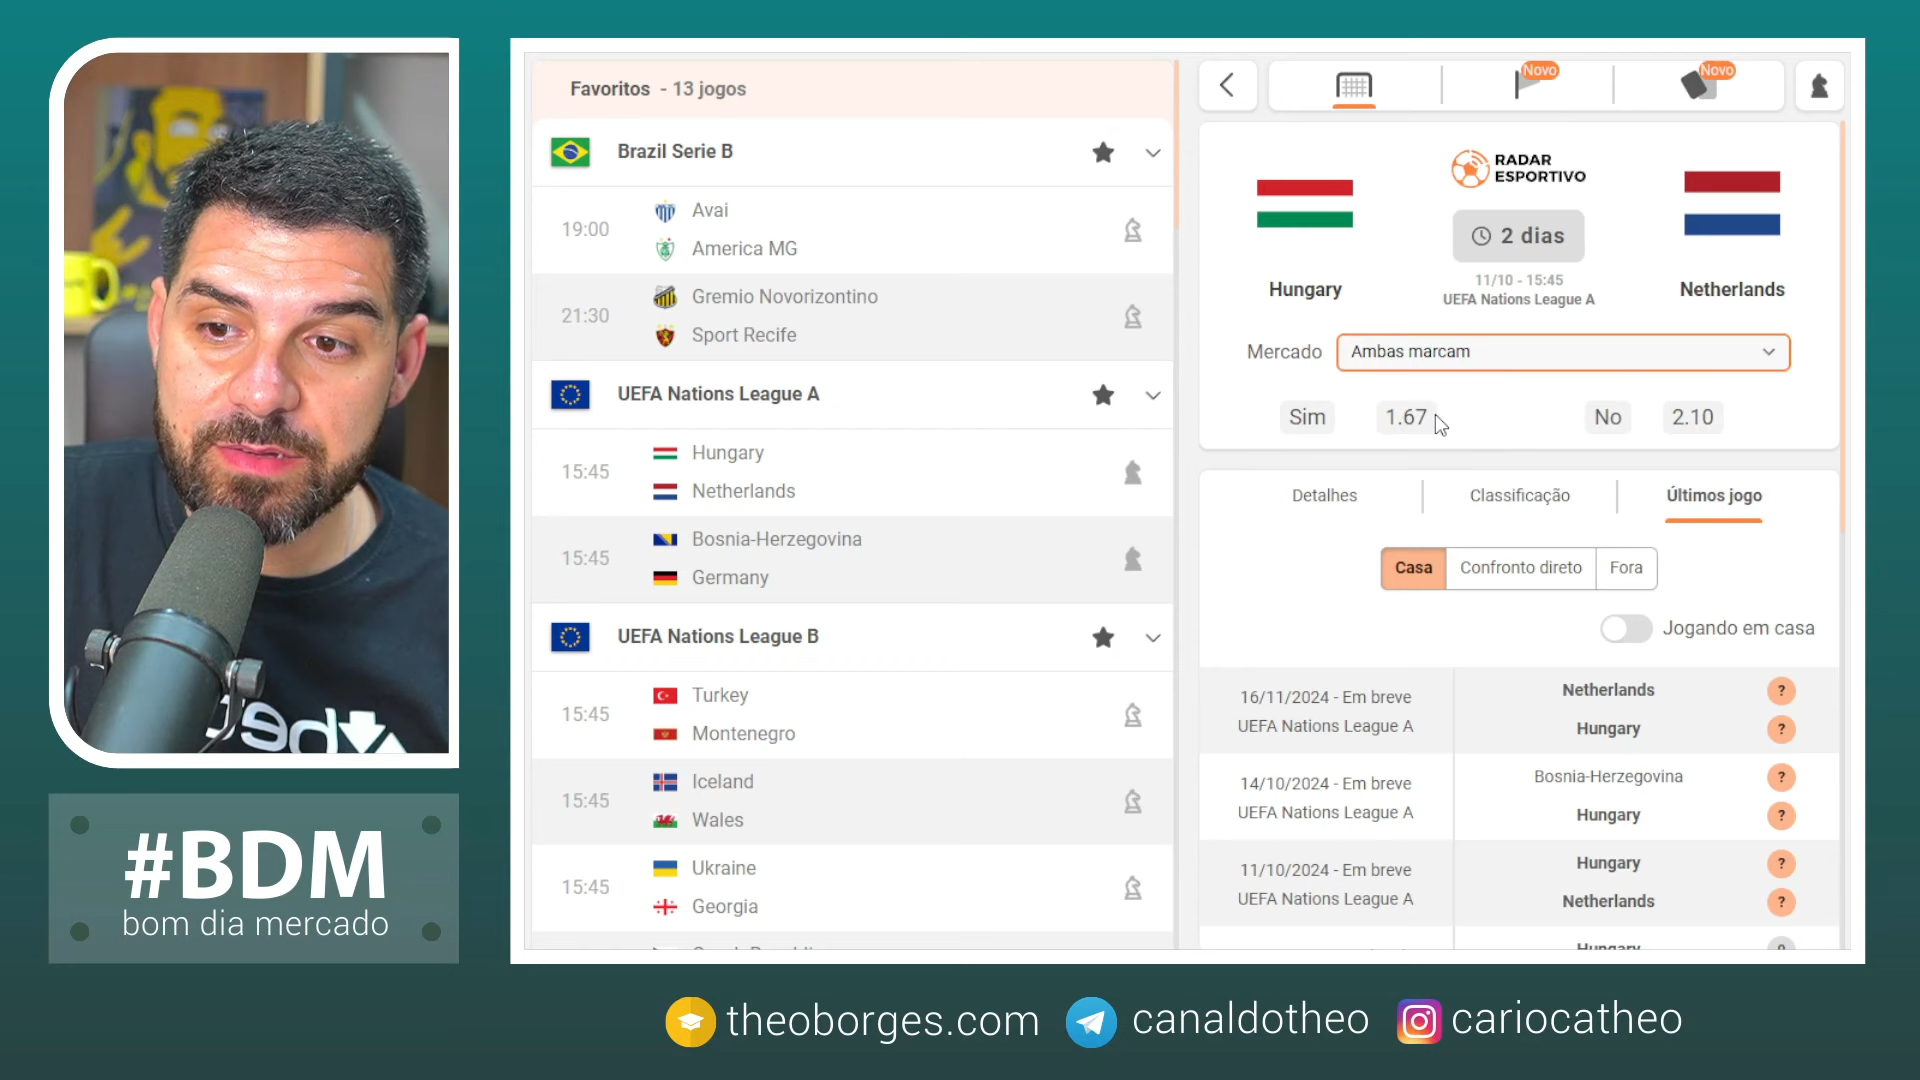 Favoritos - 13 jogos
Brazil Serie B
19:00
Avai
America MG
21:30
Gremio Novorizontino
Sport Recife
UEFA Nations League A
15:45
Hungary
Netherlands
15:45
Bosnia-Herzegovina
Germany
UEFA Nations League B
15:45
Turkey
Montenegro
15:45
Iceland
Wales
15:45
Ukraine
Georgia
Novo
Novo
RADAR
ESPORTIVO
2 dias
11/10 - 15:45
UEFA Nations League A
Hungary
Netherlands
Mercado
Ambas marcam
Sim 1.67 No 2.10
Detalhes
Classificação
Últimos jogo
Casa
Confronto direto
Fora
Jogando em casa
16/11/2024 - Em breve
UEFA Nations League A
Netherlands ?
Hungary ?
14/10/2024 - Em breve
UEFA Nations League A
Bosnia-Herzegovina ?
Hungary ?
11/10/2024 - Em breve
UEFA Nations League A
Hungary ?
Netherlands ?
Hungary
#BDM
bom dia mercado
theoborges.com
canaldotheo
cariocatheo